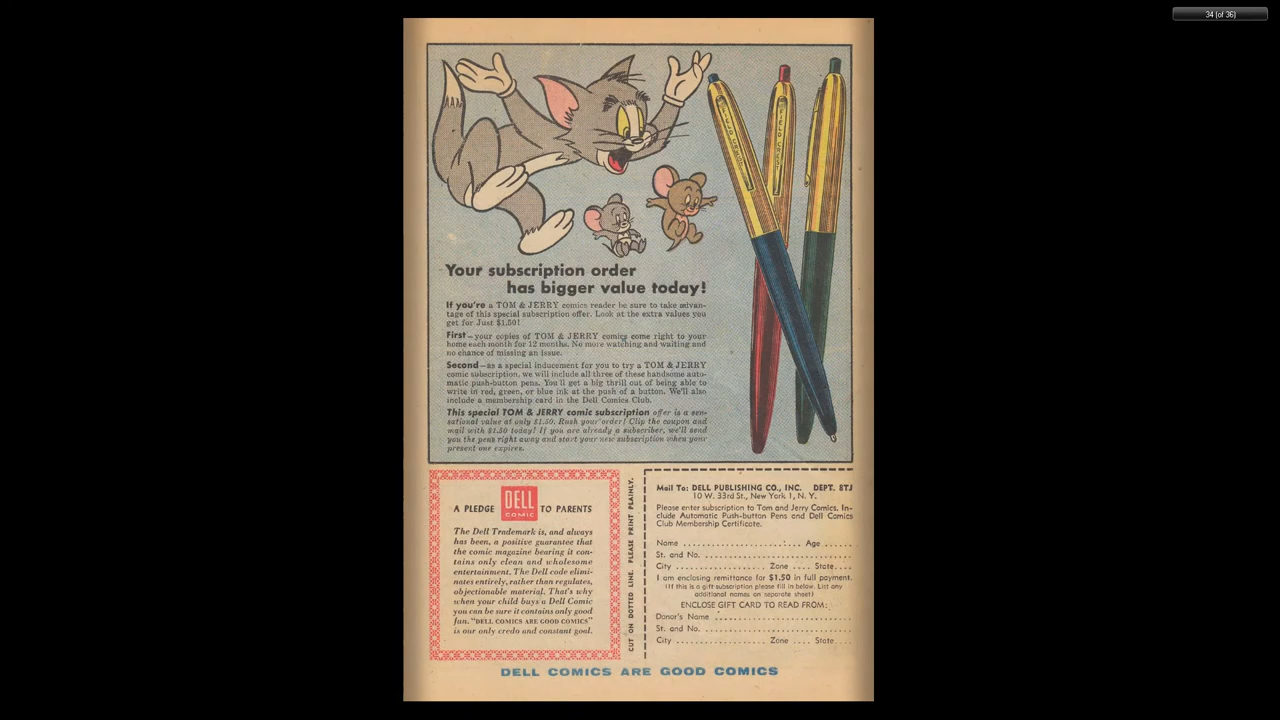 34 (of 36)
FIELD CREST
Your subscription order
has bigger value today!
If you're a TOM & JERRY comics reader be sure to take advan-
tage of this special subscription offer. Look at the extra values you
get for Just $1.50!
First—your copies of TOM & JERRY comics come right to your
home each month for 12 months. No more watching and waiting and
no chance of missing an issue.
Second—as a special inducement for you to try a TOM & JERRY
comic subscription, we will include all three of these handsome auto-
matic push-button pens. You'll get a big thrill out of being able to
write in red, green, or blue ink at the push of a button. We'll also
include a membership card in the Dell Comics Club.
This special TOM & JERRY comic subscription offer is a sen-
sational value at only $1.50. Rush your order! Clip the coupon and
mail with $1.50 today! If you are already a subscriber, we'll send
you the pens right away and start your new subscription when your
present one expires.
A PLEDGE DELL COMIC TO PARENTS
The Dell Trademark is, and always
has been, a positive guarantee that
the comic magazine bearing it con-
tains only clean and wholesome
entertainment. The Dell code elimi-
nates entirely, rather than regulates,
objectionable material. That's why
when your child buys a Dell Comic
you can be sure it contains only good
fun. "DELL COMICS ARE GOOD COMICS"
is our only credo and constant goal.
CUT ON DOTTED LINE. PLEASE PRINT PLAINLY.
Mail To: DELL PUBLISHING CO., INC. DEPT. 8TJ
10 W. 33rd St., New York 1, N. Y.
Please enter subscription to Tom and Jerry Comics. In-
clude Automatic Push-button Pens and Dell Comics
Club Membership Certificate.
Name ........................ Age ......
St. and No. ...............................
City ........................ Zone .... State....
I am enclosing remittance for $1.50 in full payment.
(If this is a gift subscription please fill in below. List any
additional names on separate sheet)
ENCLOSE GIFT CARD TO READ FROM:
Donor's Name ...............................
St. and No. ...............................
City ........................ Zone .... State....
DELL COMICS ARE GOOD COMICS